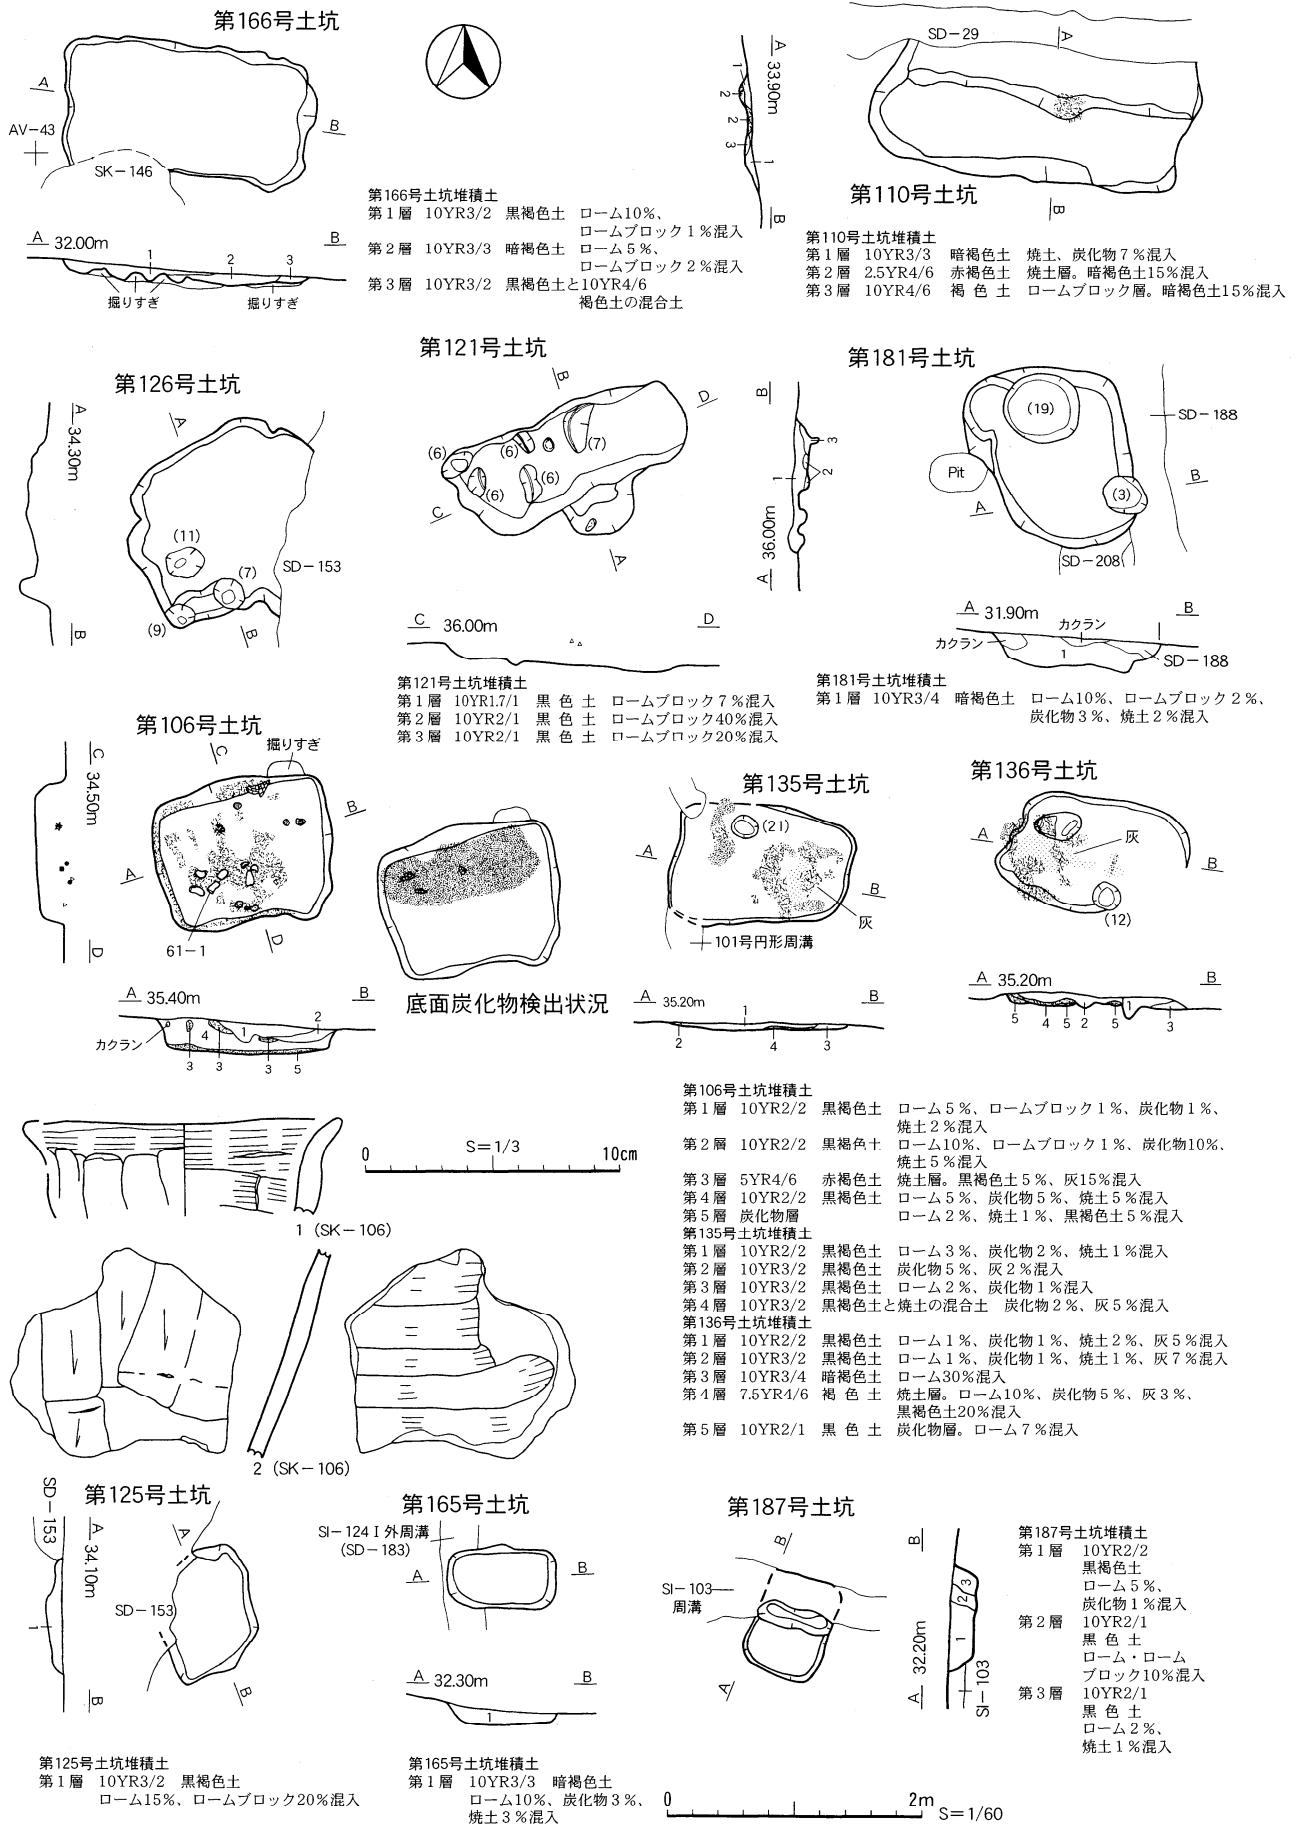 第166号土坑
A
B
AV−43
SK−146
A 32.00m
B
1
2
3
掘りすぎ
掘りすぎ
第166号土坑堆積土
第1層 10YR3/2 黒褐色土 ローム10%、
ロームブロック1%混入
第2層 10YR3/3 暗褐色土 ローム5%、
ロームブロック2%混入
第3層 10YR3/2 黒褐色土と10YR4/6
褐色土の混合土
A 33.90m
B
1
2
2
3
1
SD−29
A
B
第110号土坑
第110号土坑堆積土
第1層 10YR3/3 暗褐色土 焼土、炭化物7%混入
第2層 2.5YR4/6 赤褐色土 焼土層。暗褐色土15%混入
第3層 10YR4/6 褐色土 ロームブロック層。暗褐色土15%混入
第126号土坑
A 34.30m
B
A
(11)
(7)
(9)
SD−153
B
第121号土坑
B
D
(6)
(6)
(7)
(6)
(6)
C
A
B
3
2
1
A 36.00m
C 36.00m
D
第121号土坑堆積土
第1層 10YR1.7/1 黒色土 ロームブロック7%混入
第2層 10YR2/1 黒色土 ロームブロック40%混入
第3層 10YR2/1 黒色土 ロームブロック20%混入
第181号土坑
(19)
SD−188
Pit
(3)
A
B
SD−208
A 31.90m
B
カクラン
カクラン
1
SD−188
第181号土坑堆積土
第1層 10YR3/4 暗褐色土 ローム10%、ロームブロック2%、
炭化物3%、焼土2%混入
第106号土坑
C 34.50m
D
掘りすぎ
C
B
A
D
61−1
底面炭化物検出状況
A 35.40m
B
カクラン
4
1
2
3
3
3
5
第135号土坑
(21)
A
B
灰
101号円形周溝
A 35.20m
B
1
2
4
3
第136号土坑
A
B
灰
(12)
A 35.20m
B
1
5
4
5
2
5
3
第106号土坑堆積土
第1層 10YR2/2 黒褐色土 ローム5%、ロームブロック1%、炭化物1%、
焼土2%混入
第2層 10YR2/2 黒褐色土 ローム10%、ロームブロック1%、炭化物10%、
焼土5%混入
第3層 5YR4/6 赤褐色土 焼土層。黒褐色土5%、灰15%混入
第4層 10YR2/2 黒褐色土 ローム5%、炭化物5%、焼土5%混入
第5層 炭化物層 ローム2%、焼土1%、黒褐色土5%混入
第135号土坑堆積土
第1層 10YR2/2 黒褐色土 ローム3%、炭化物2%、焼土1%混入
第2層 10YR3/2 黒褐色土 炭化物5%、灰2%混入
第3層 10YR3/2 黒褐色土 ローム2%、炭化物1%混入
第4層 10YR3/2 黒褐色土と焼土の混合土 炭化物2%、灰5%混入
第136号土坑堆積土
第1層 10YR2/2 黒褐色土 ローム1%、炭化物1%、焼土2%、灰5%混入
第2層 10YR3/2 黒褐色土 ローム1%、炭化物1%、焼土1%、灰7%混入
第3層 10YR3/4 暗褐色土 ローム30%混入
第4層 7.5YR4/6 褐色土 焼土層。ローム10%、炭化物5%、灰3%、
黒褐色土20%混入
第5層 10YR2/1 黒色土 炭化物層。ローム7%混入
0 S=1/3 10cm
1 (SK−106)
2 (SK−106)
第125号土坑
SD−153
A 34.10m
B
1
A
SD−153
B
第125号土坑堆積土
第1層 10YR3/2 黒褐色土
ローム15%、ロームブロック20%混入
第165号土坑
SI−124Ⅰ外周溝
(SD−183)
A
B
A 32.30m
B
1
第165号土坑堆積土
第1層 10YR3/3 暗褐色土
ローム10%、炭化物3%、
焼土3%混入
第187号土坑
B
SI−103
周溝
A
B
3
2
1
A 32.20m
SI−103
第187号土坑堆積土
第1層 10YR2/2
黒褐色土
ローム5%、
炭化物1%混入
第2層 10YR2/1
黒色土
ローム・ローム
ブロック10%混入
第3層 10YR2/1
黒色土
ローム2%、
焼土1%混入
0 2m
S=1/60